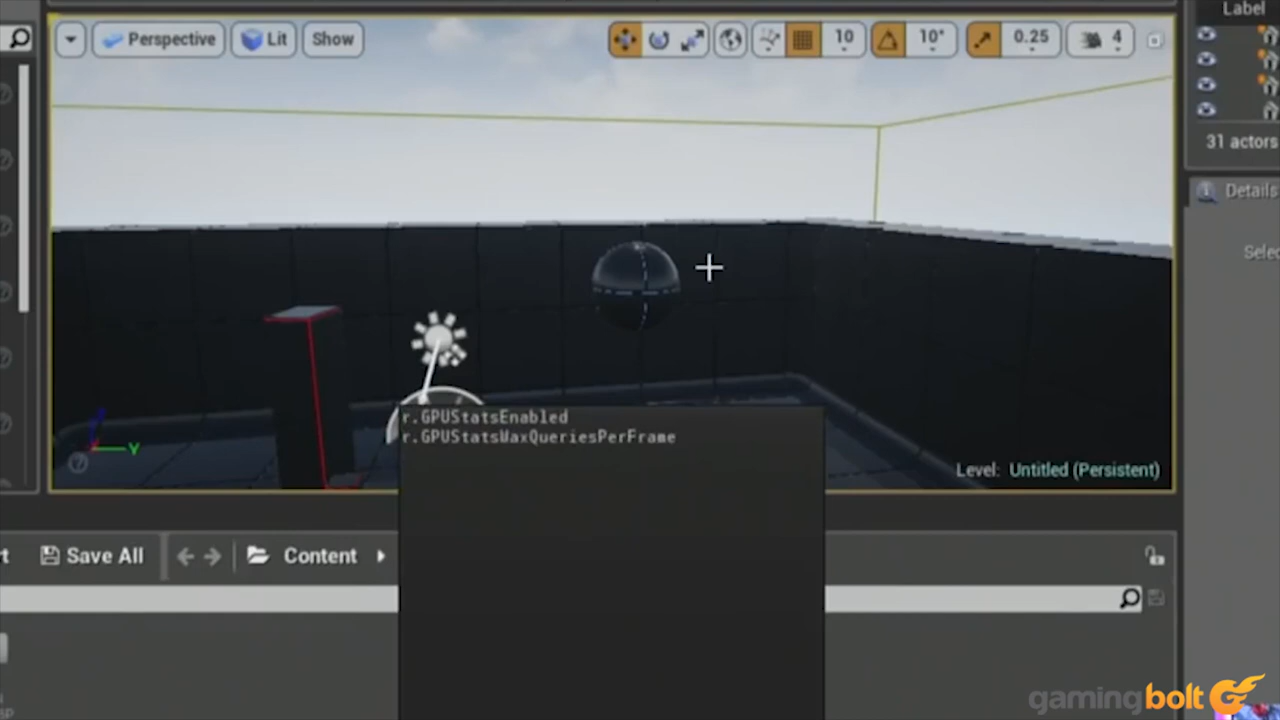 Label
Perspective
Lit
Show
10
10°
0.25
4
31 actors
Details
Selec
r.GPUStatsEnabled
r.GPUStatsMaxQueriesPerFrame
Y
Level: Untitled (Persistent)
Save All
Content
gamingbolt